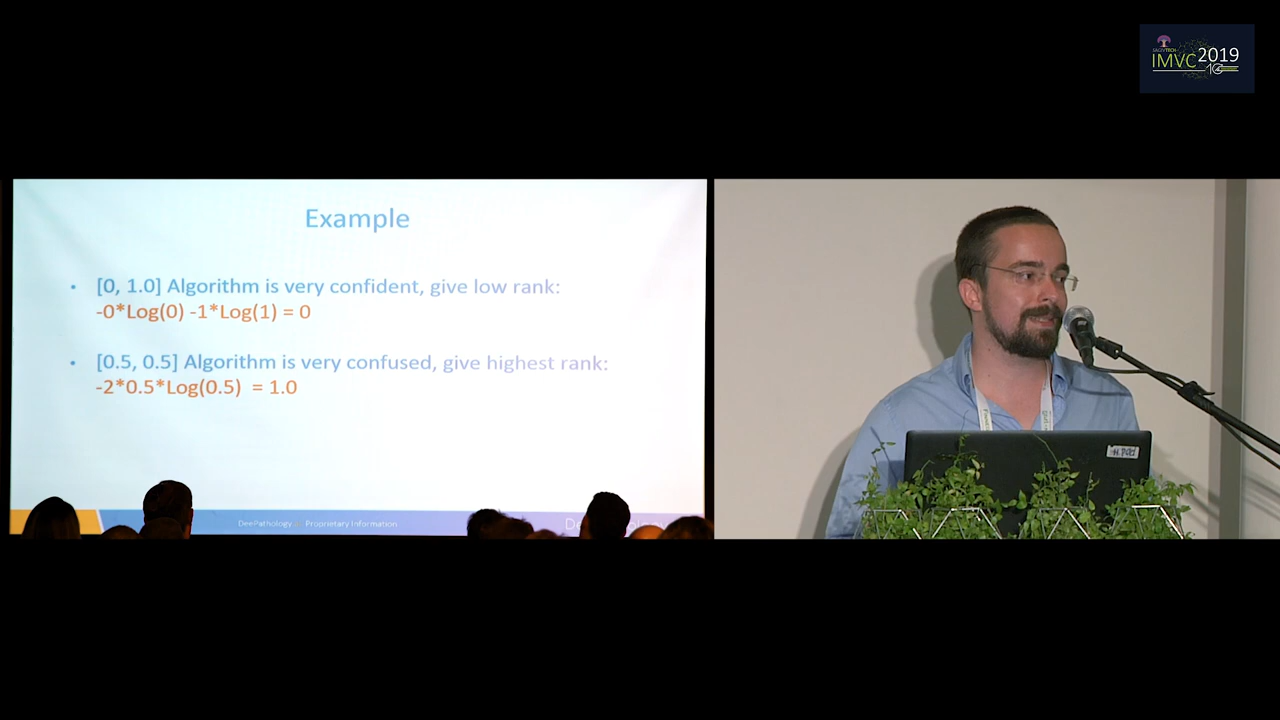 SAGIVTECH
IMVC 2019
10
Example
• [0, 1.0] Algorithm is very confident, give low rank:
-0*Log(0) -1*Log(1) = 0
• [0.5, 0.5] Algorithm is very confused, give highest rank:
-2*0.5*Log(0.5) = 1.0
DeePathology Proprietary Information